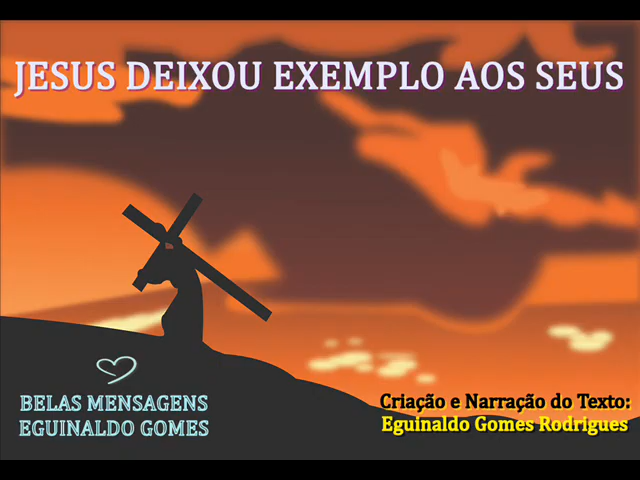 JESUS DEIXOU EXEMPLO AOS SEUS
BELAS MENSAGENS
EGUINALDO GOMES
Criação e Narração do Texto:
Eguinaldo Gomes Rodrigues